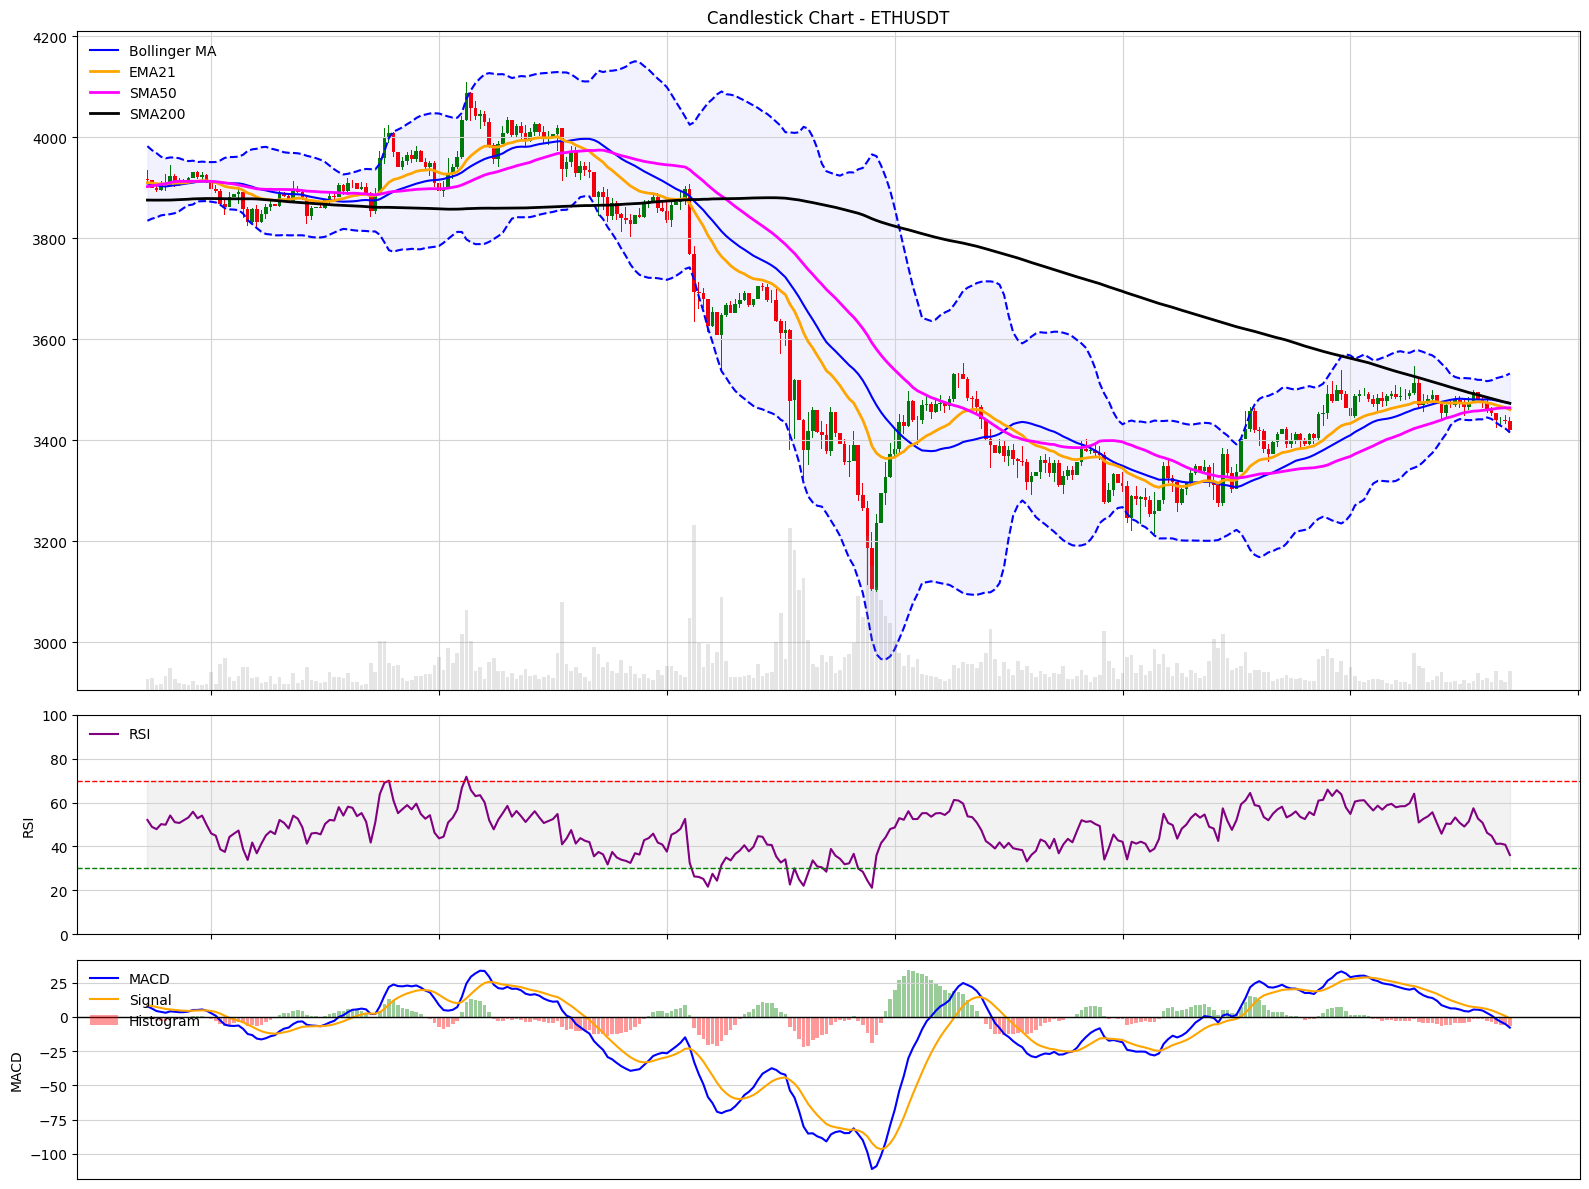 Candlestick Chart - ETHUSDT
4200
4000
3800
3600
3400
3200
3000
Bollinger MA
EMA21
SMA50
SMA200
100
80
60
40
20
0
RSI
RSI
25
0
−25
−50
−75
−100
MACD
MACD
Signal
Histogram